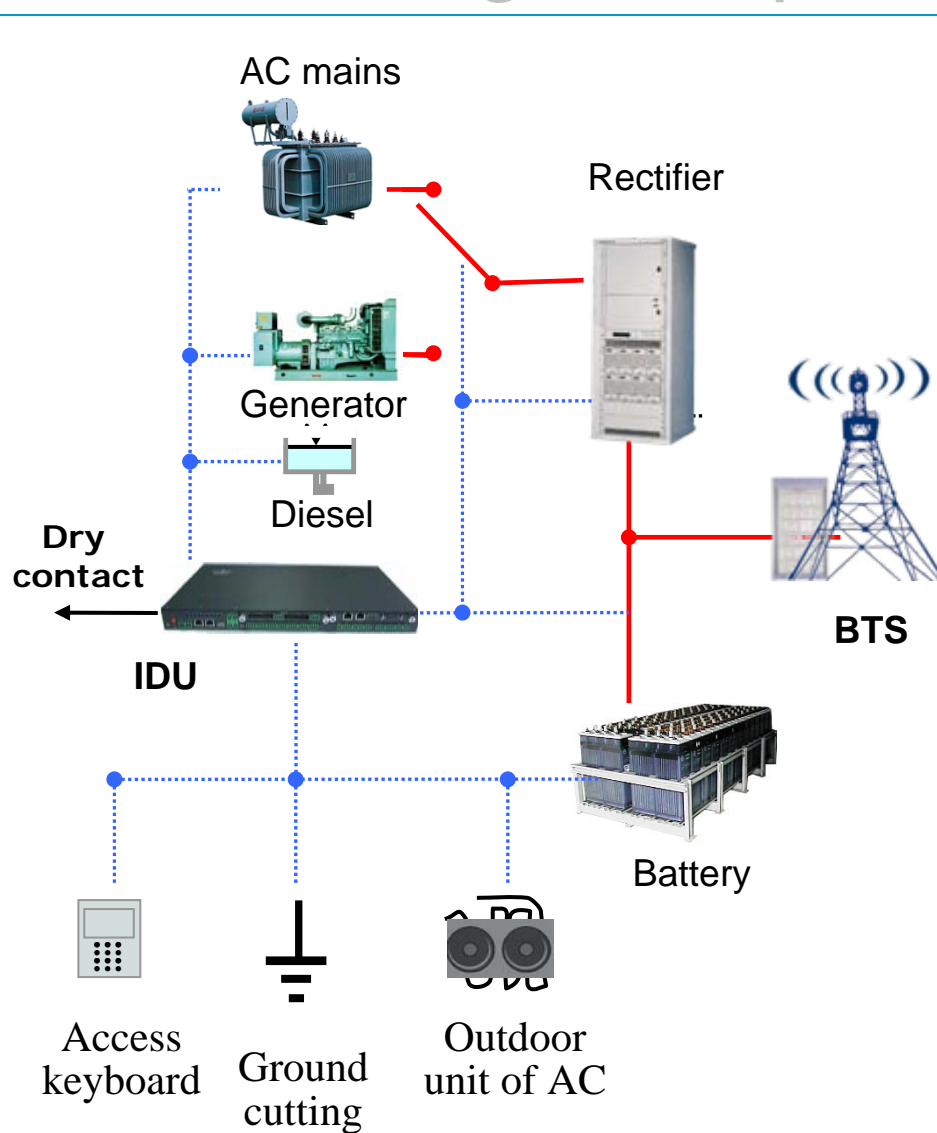 AC mains
Rectifier
Generator
Diesel
Dry
contact
IDU
BTS
Battery
Access
keyboard
Ground
cutting
Outdoor
unit of AC